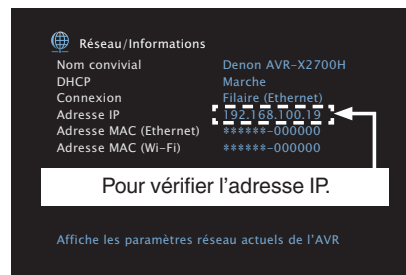 Réseau/Informations
Nom convivial Denon AVR-X2700H
DHCP Marche
Connexion Filaire (Ethernet)
Adresse IP 192.168.100.19
Adresse MAC (Ethernet) ******-000000
Adresse MAC (Wi-Fi) ******-000000
Pour vérifier l'adresse IP.
Affiche les paramètres réseau actuels de l'AVR